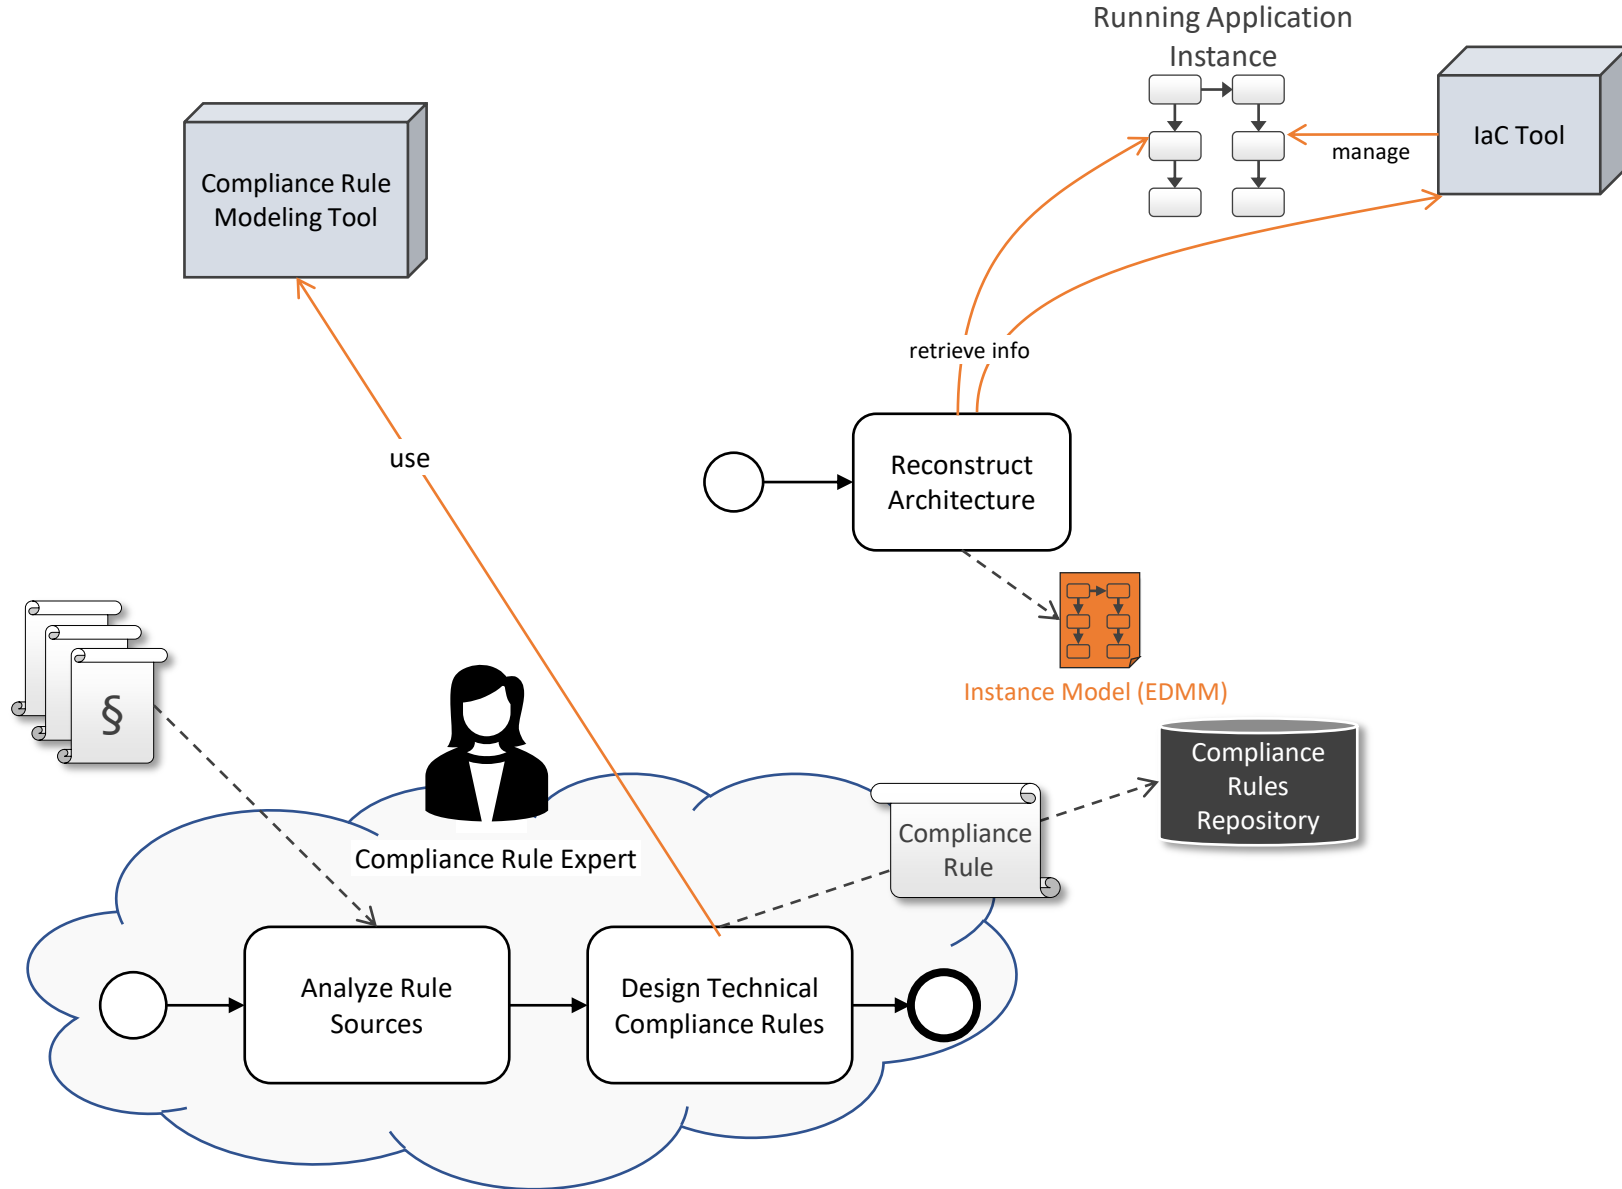 Running Application
Instance
IaC Tool
manage
Compliance Rule
Modeling Tool
retrieve info
use
Reconstruct
Architecture
Instance Model (EDMM)
§
Compliance
Rules
Repository
Compliance
Rule
Compliance Rule Expert
Analyze Rule
Sources
Design Technical
Compliance Rules